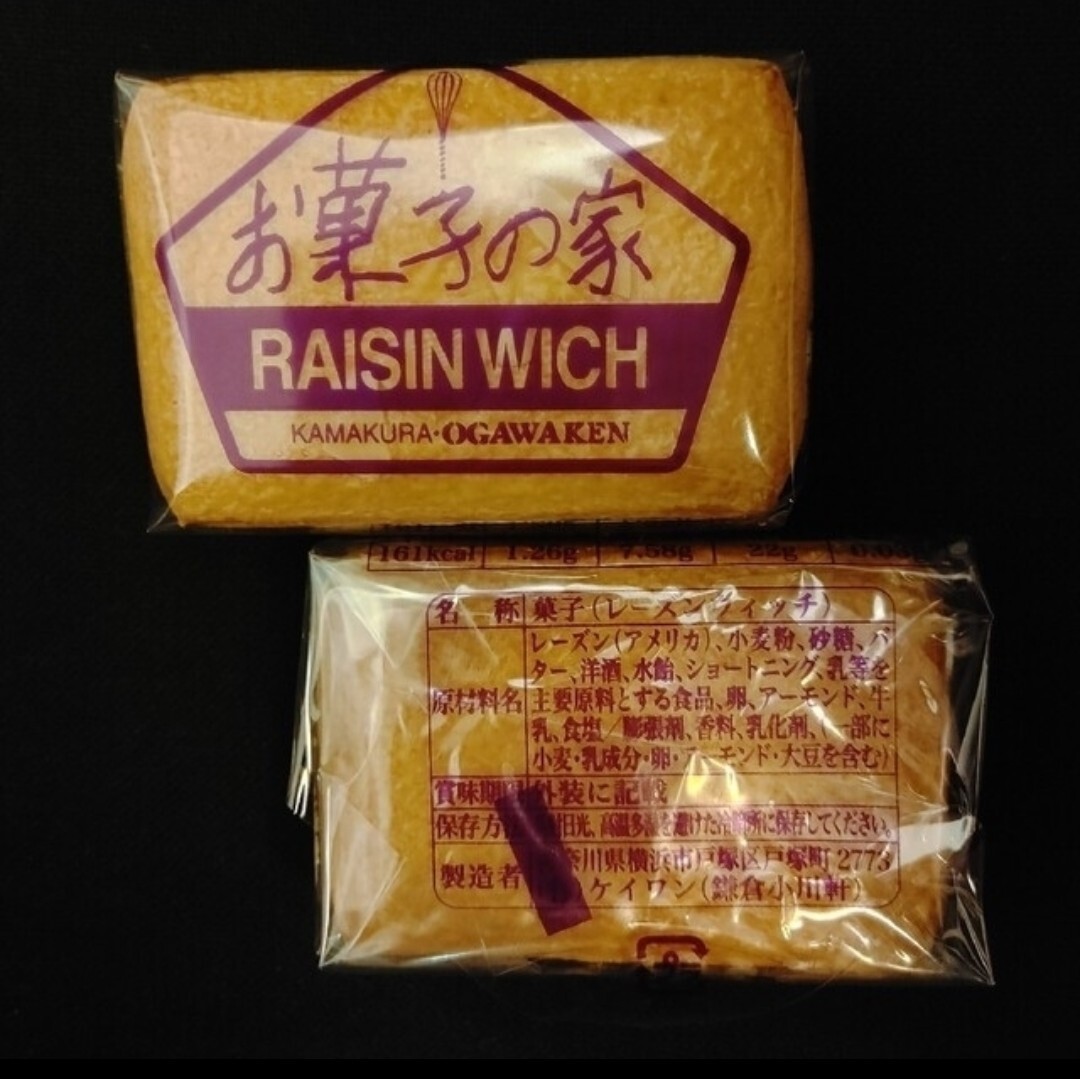 お菓子の家
RAISIN WICH
KAMAKURA・OGAWAKEN
161kcal 1.26g 7.58g 22g 0.03g
名 称 菓子(レーズンウィッチ)
原材料名 レーズン(アメリカ)、小麦粉、砂糖、バ
ター、洋酒、水飴、ショートニング、乳等を
主要原料とする食品、卵、アーモンド、牛
乳、食塩/膨張剤、香料、乳化剤、(一部に
小麦・乳成分・卵・アーモンド・大豆を含む)
賞味期限 外装に記載
保存方法 日光、高温多湿を避けた冷暗所に保存してください。
製造者 奈川県横浜市戸塚区戸塚町2773
ケイワン(鎌倉小川軒)
プラ